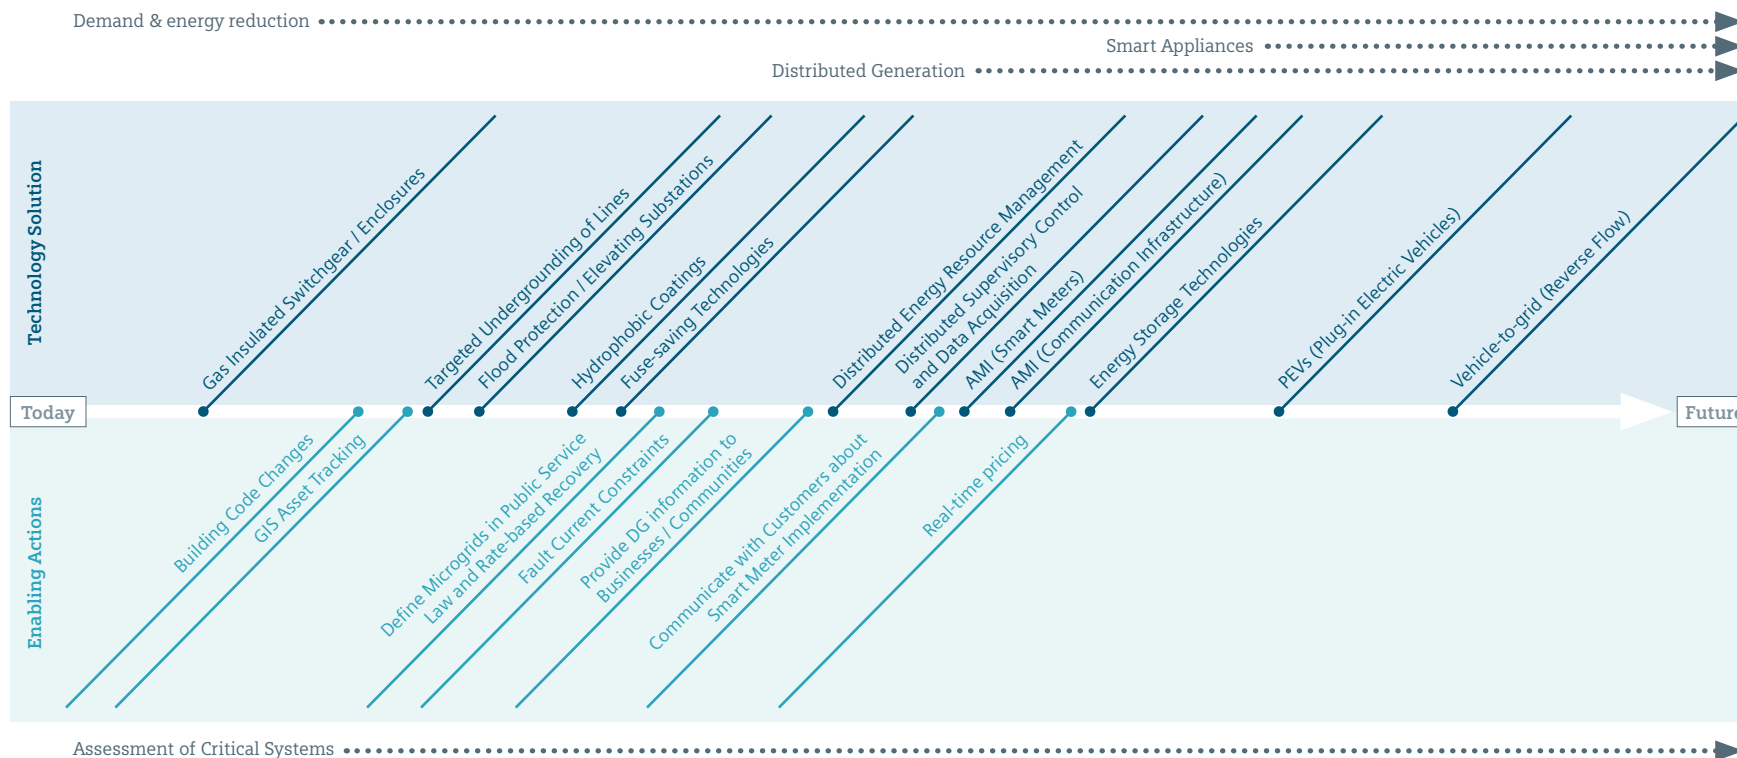 Demand & energy reduction
Smart Appliances
Distributed Generation
Technology Solution
Gas Insulated Switchgear / Enclosures
Targeted Undergrounding of Lines
Flood Protection / Elevating Substations
Hydrophobic Coatings
Fuse-saving Technologies
Distributed Energy Resource Management
Distributed Supervisory Control
and Data Acquisition
AMI (Smart Meters)
AMI (Communication Infrastructure)
Energy Storage Technologies
PEVs (Plug-in Electric Vehicles)
Vehicle-to-grid (Reverse Flow)
Today
Future
Enabling Actions
Building Code Changes
GIS Asset Tracking
Define Microgrids in Public Service
Law and Rate-based Recovery
Fault Current Constraints
Provide DG information to
Businesses / Communities
Communicate with Customers about
Smart Meter Implementation
Real-time pricing
Assessment of Critical Systems